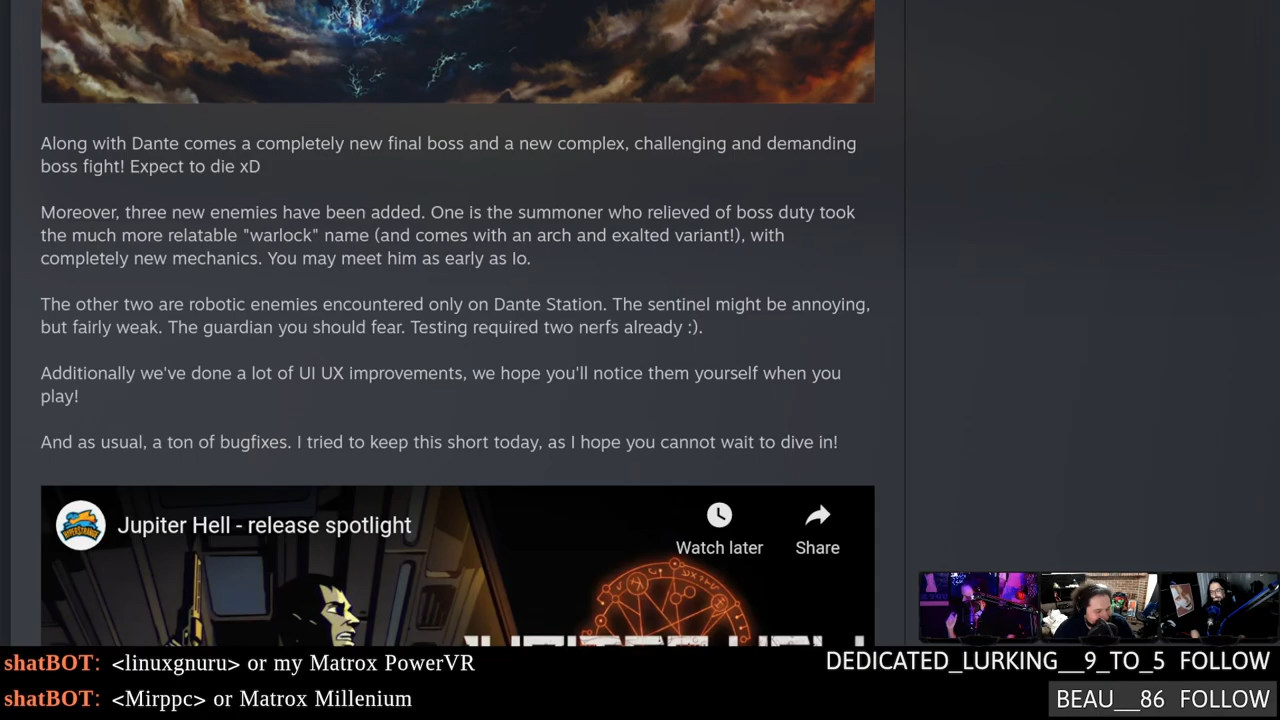 Along with Dante comes a completely new final boss and a new complex, challenging and demanding
boss fight! Expect to die xD
Moreover, three new enemies have been added. One is the summoner who relieved of boss duty took
the much more relatable "warlock" name (and comes with an arch and exalted variant!), with
completely new mechanics. You may meet him as early as Io.
The other two are robotic enemies encountered only on Dante Station. The sentinel might be annoying,
but fairly weak. The guardian you should fear. Testing required two nerfs already :).
Additionally we've done a lot of UI UX improvements, we hope you'll notice them yourself when you
play!
And as usual, a ton of bugfixes. I tried to keep this short today, as I hope you cannot wait to dive in!
Jupiter Hell - release spotlight
Watch later
Share
shatBOT: <linuxgnuru> or my Matrox PowerVR
DEDICATED_LURKING__9_TO_5 FOLLOW
shatBOT: <Mirppc> or Matrox Millenium
BEAU__86 FOLLOW